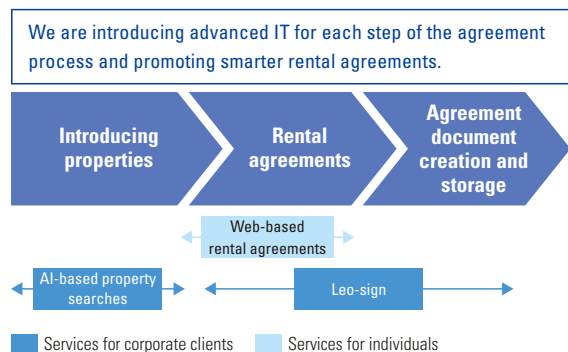 We are introducing advanced IT for each step of the agreement
process and promoting smarter rental agreements.
Introducing
properties
Rental
agreements
Agreement
document
creation and
storage
Web-based
rental agreements
AI-based property
searches
Leo-sign
Services for corporate clients
Services for individuals